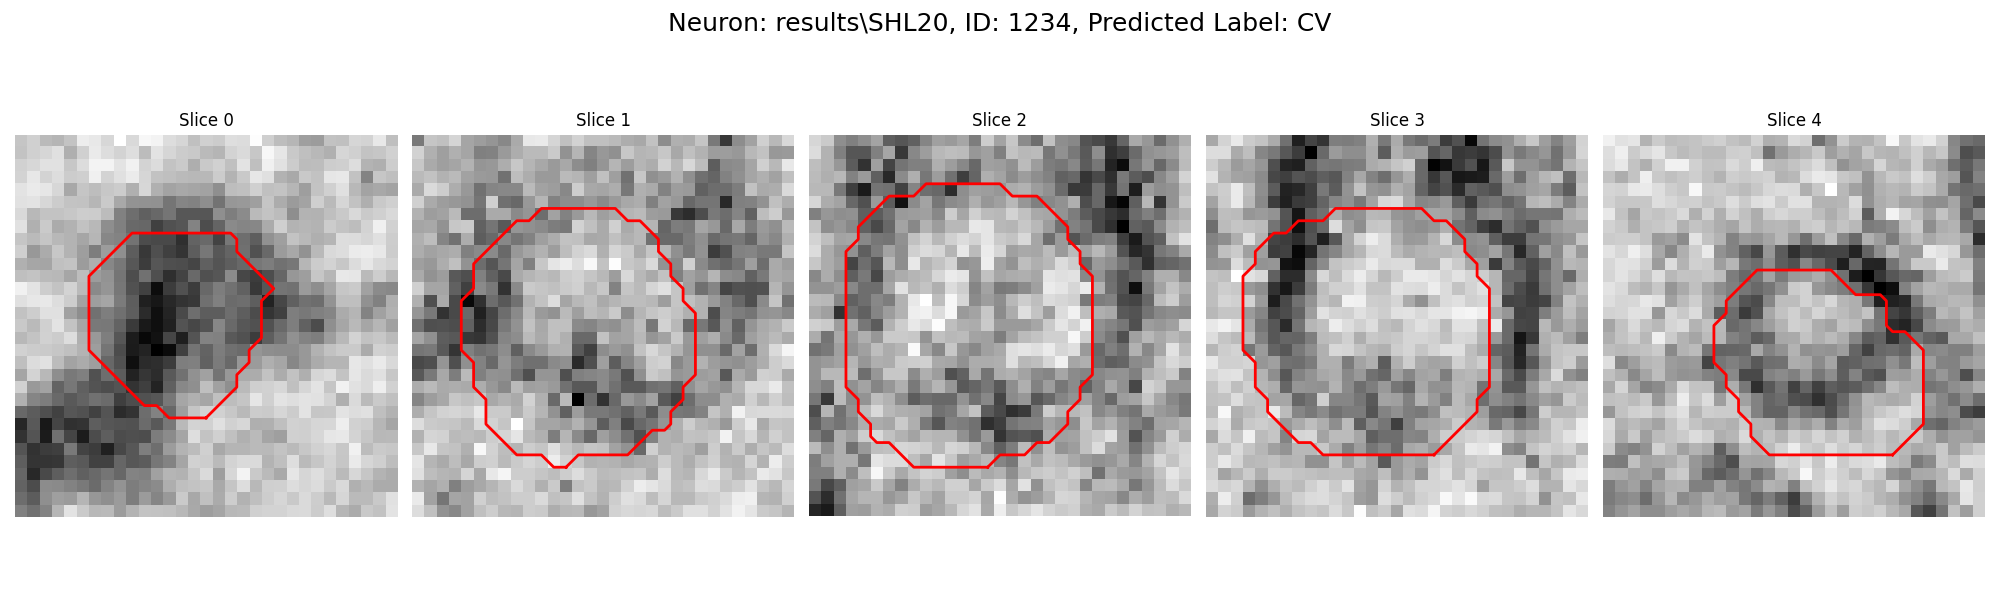 Neuron: results\SHL20, ID: 1234, Predicted Label: CV
Slice 0
Slice 1
Slice 2
Slice 3
Slice 4